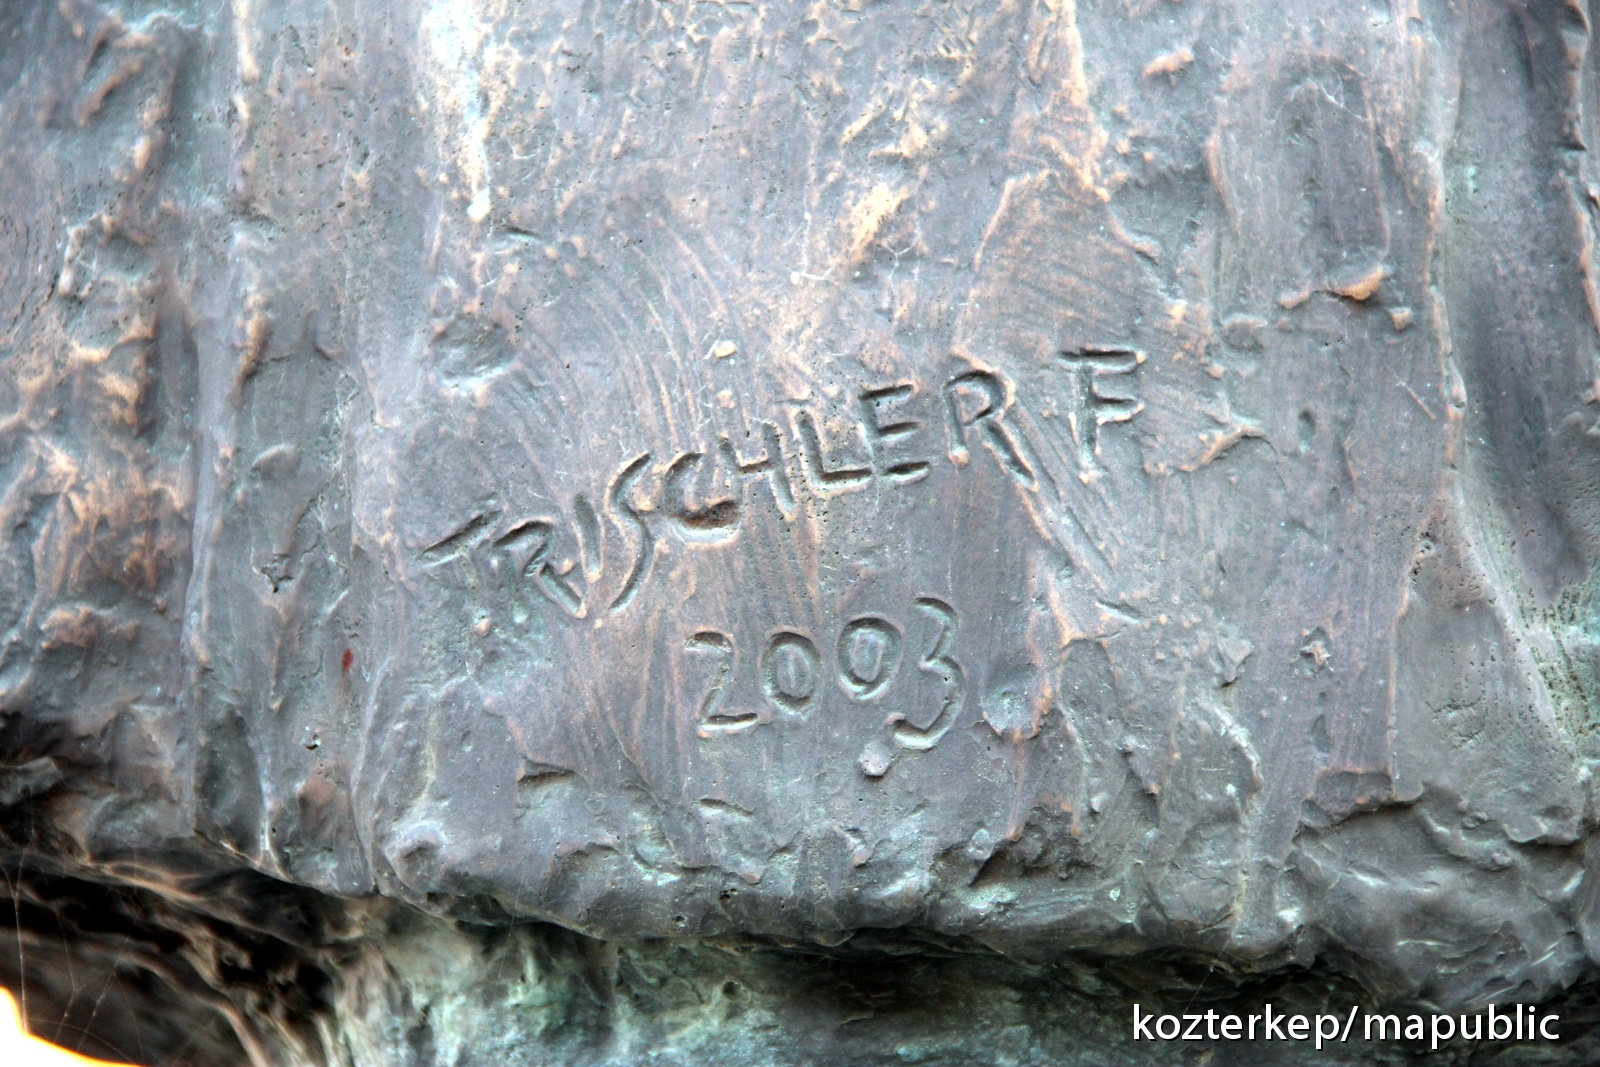 TRISCHLER F
2003
kozterkep/mapublic